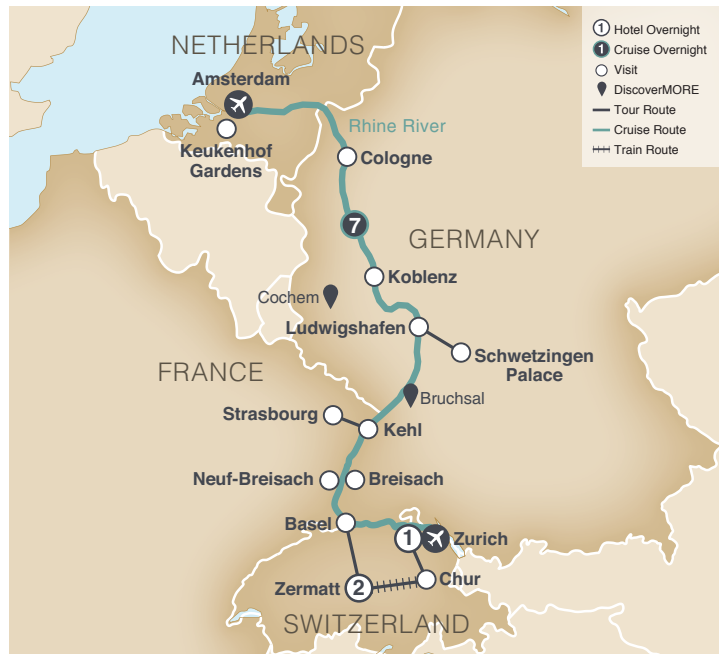 NETHERLANDS
Amsterdam
Keukenhof
Gardens
Rhine River
Cologne
7
GERMANY
Koblenz
Cochem
Ludwigshafen
Schwetzingen
Palace
FRANCE
Bruchsal
Strasbourg
Kehl
Neuf-Breisach
Breisach
Basel
1
Zurich
Zermatt
2
Chur
SWITZERLAND
1 Hotel Overnight
1 Cruise Overnight
Visit
DiscoverMORE
Tour Route
Cruise Route
Train Route